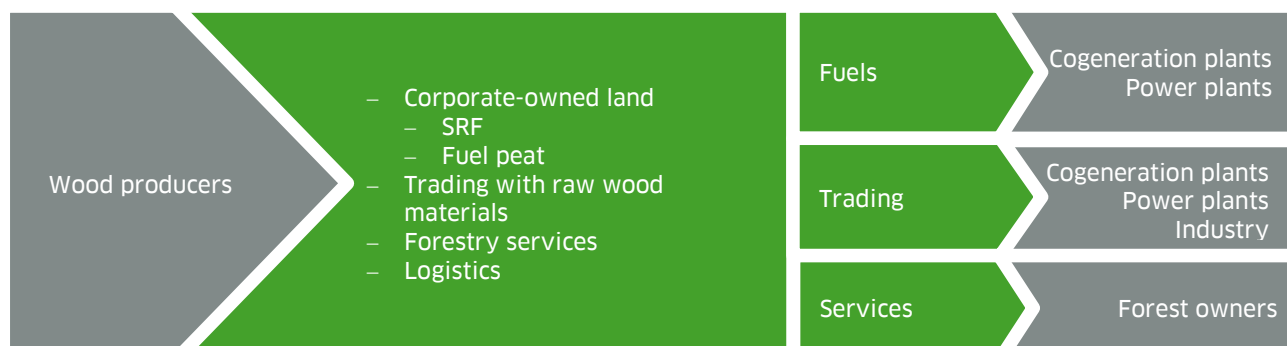 Wood producers
– Corporate-owned land
– SRF
– Fuel peat
– Trading with raw wood
materials
– Forestry services
– Logistics
Fuels
Cogeneration plants
Power plants
Trading
Cogeneration plants
Power plants
Industry
Services
Forest owners